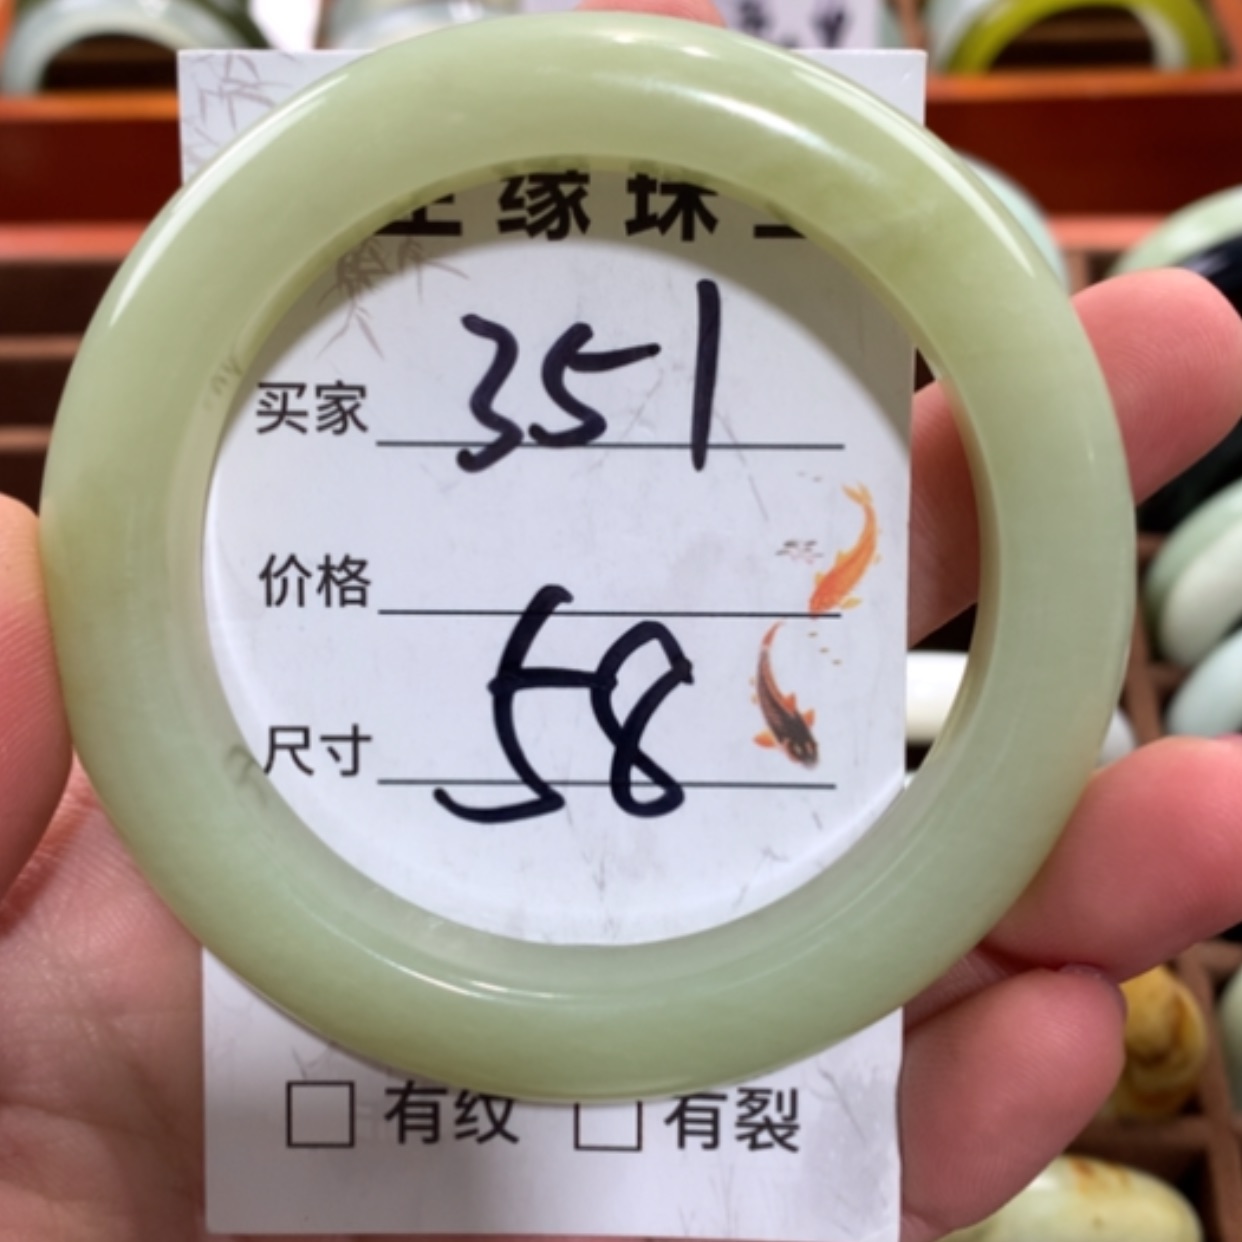 缘珠
买家 351
价格
尺寸 58
有纹 有裂